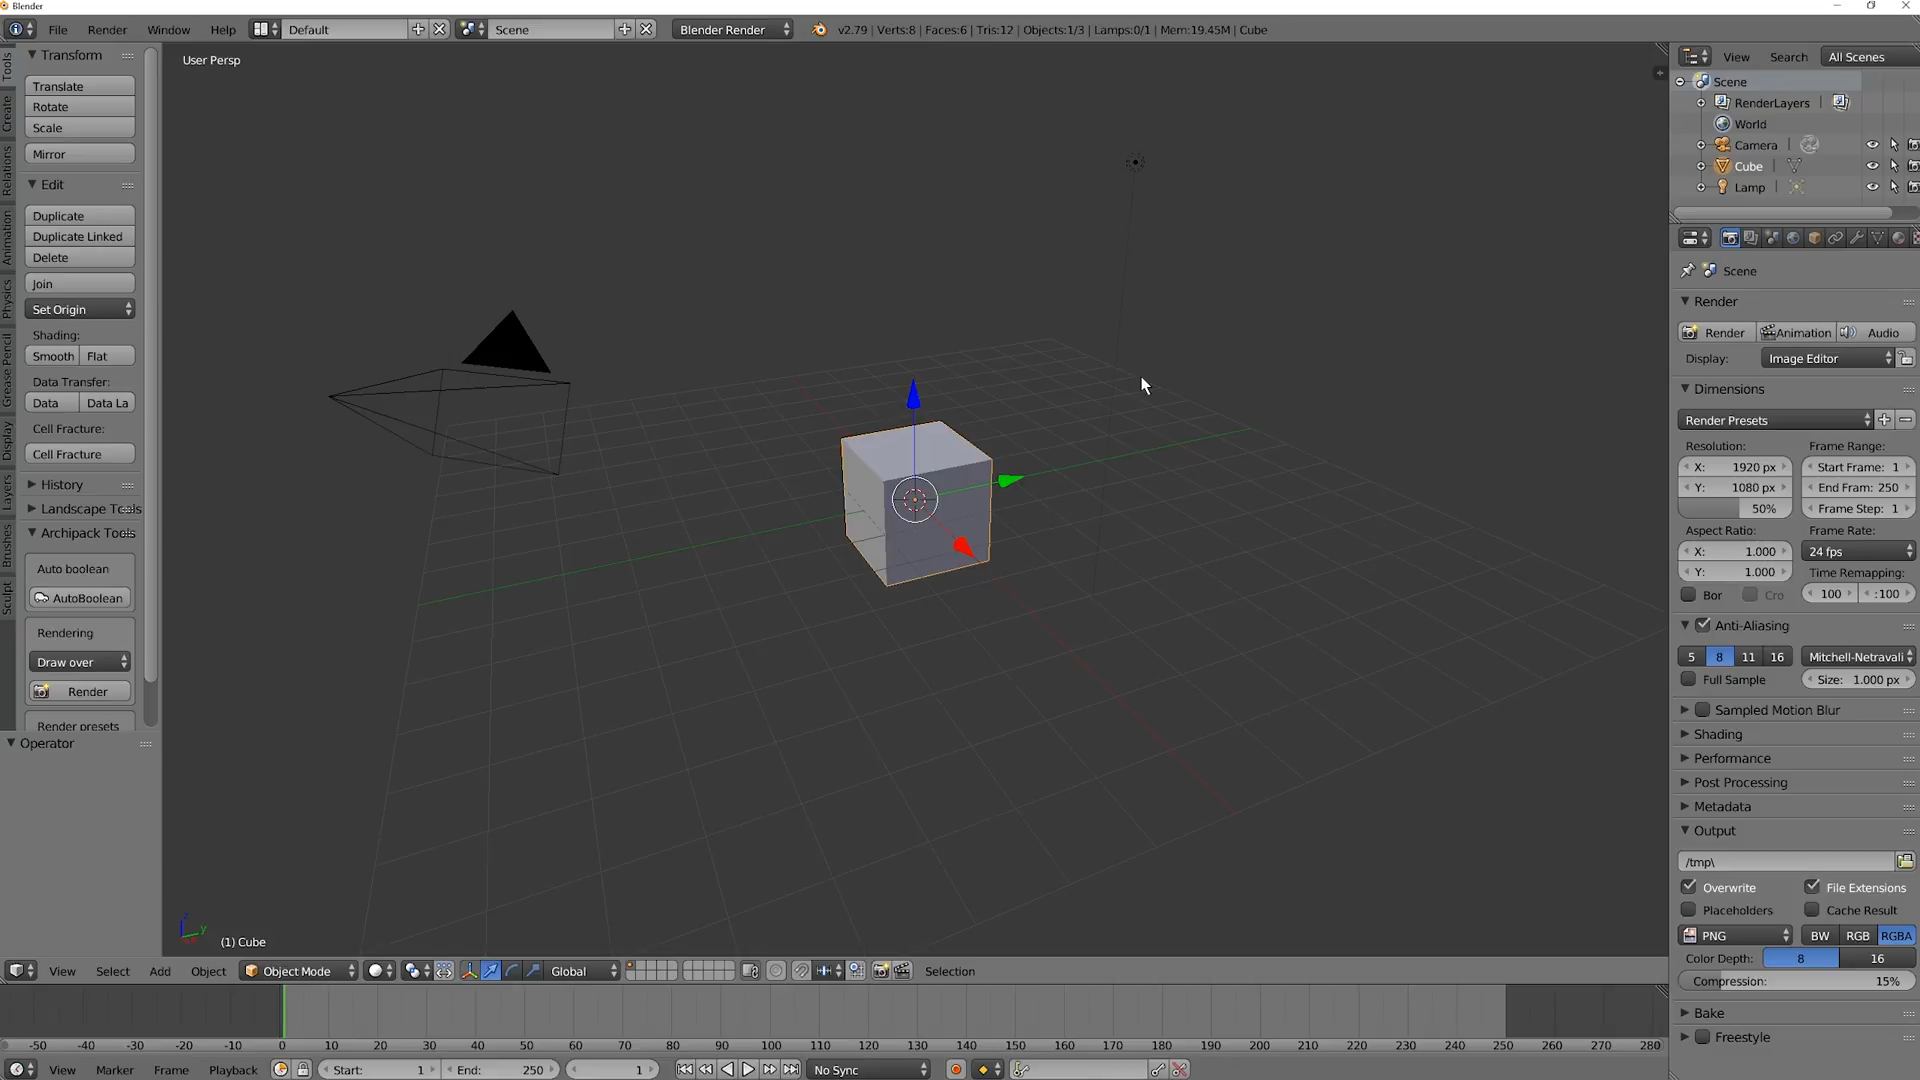 Blender
File Render Window Help Default Scene Blender Render v2.79 | Verts:8 | Faces:6 | Tris:12 | Objects:1/3 | Lamps:0/1 | Mem:19.45M | Cube
Tools
Create
Relations
Animation
Physics
Grease Pencil
Display
Layers
Brushes
Sculpt
Transform
Translate
Rotate
Scale
Mirror
Edit
Duplicate
Duplicate Linked
Delete
Join
Set Origin
Shading:
Smooth Flat
Data Transfer:
Data Data La
Cell Fracture:
Cell Fracture
History
Landscape Tools
Archipack Tools
Auto boolean
AutoBoolean
Rendering
Draw over
Render
Render presets
Operator
User Persp
z
y
(1) Cube
View Select Add Object Object Mode Global Selection
-50 -40 -30 -20 -10 0 10 20 30 40 50 60 70 80 90 100 110 120 130 140 150 160 170 180 190 200 210 220 230 240 250 260 270 280
View Marker Frame Playback Start: 1 End: 250 1 No Sync
View Search All Scenes
Scene
RenderLayers
World
Camera
Cube
Lamp
Scene
Render
Render Animation Audio
Display: Image Editor
Dimensions
Render Presets
Resolution: Frame Range:
X: 1920 px Start Frame: 1
Y: 1080 px End Fram: 250
50% Frame Step: 1
Aspect Ratio: Frame Rate:
X: 1.000 24 fps
Y: 1.000 Time Remapping:
Bor Cro 100 :100
Anti-Aliasing
5 8 11 16 Mitchell-Netravali
Full Sample Size: 1.000 px
Sampled Motion Blur
Shading
Performance
Post Processing
Metadata
Output
/tmp\
Overwrite File Extensions
Placeholders Cache Result
PNG BW RGB RGBA
Color Depth: 8 16
Compression: 15%
Bake
Freestyle